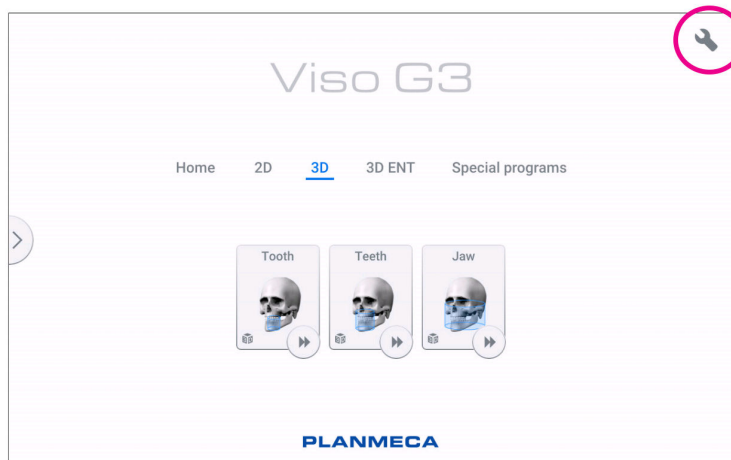 Viso G3
Home 2D 3D 3D ENT Special programs
Tooth Teeth Jaw
PLANMECA